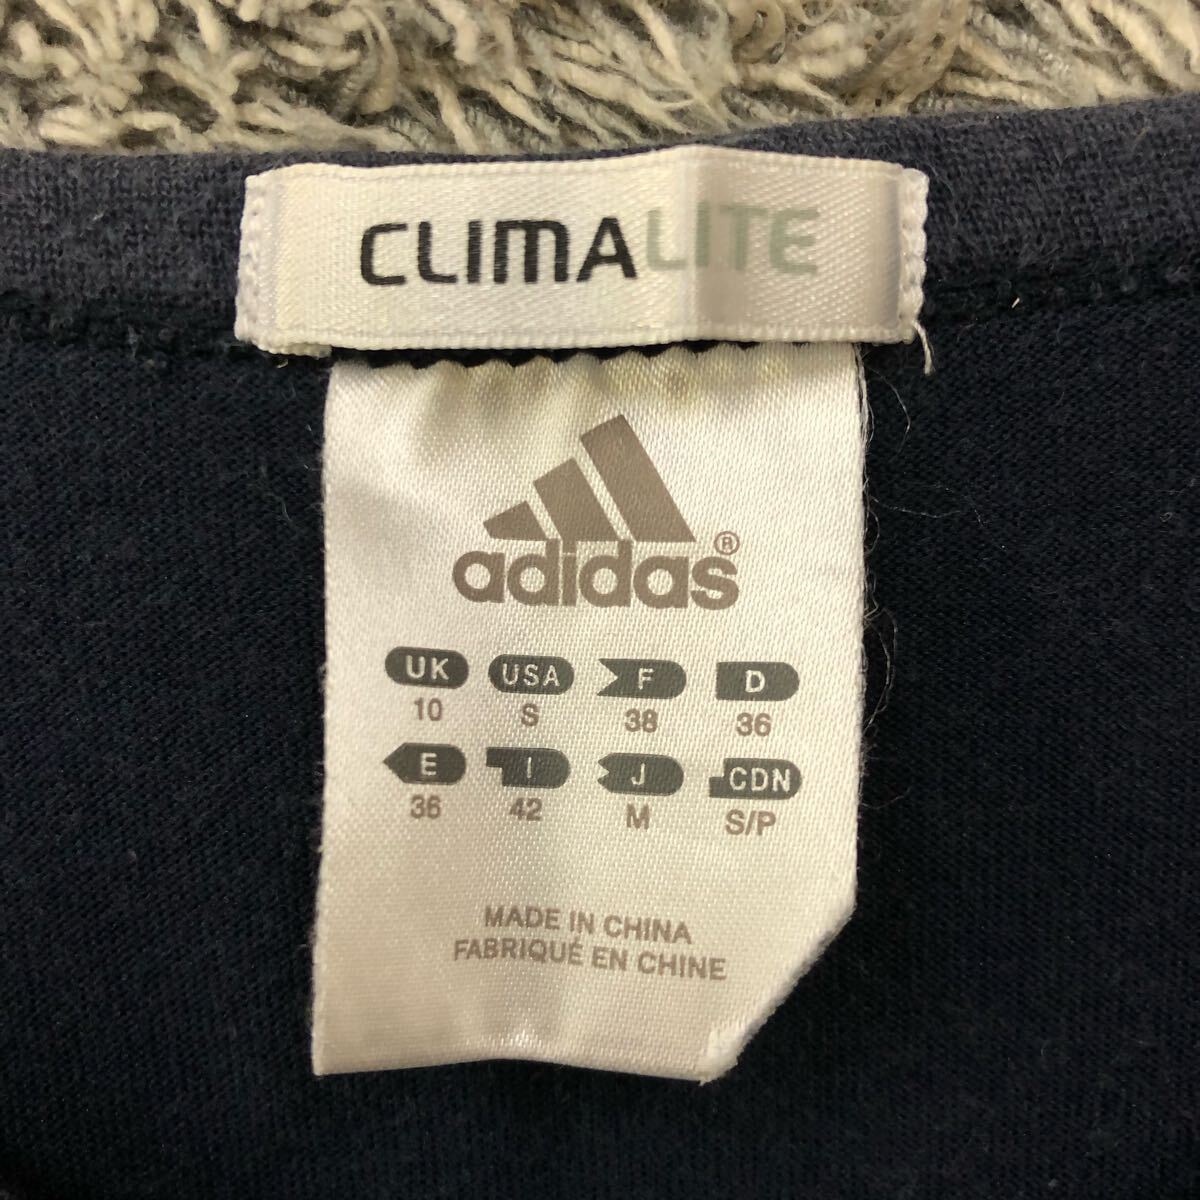 CLIMALITE
adidas®
UK USA F D
10 S 38 36
E I J CDN
36 42 M S/P
MADE IN CHINA
FABRIQUÉ EN CHINE